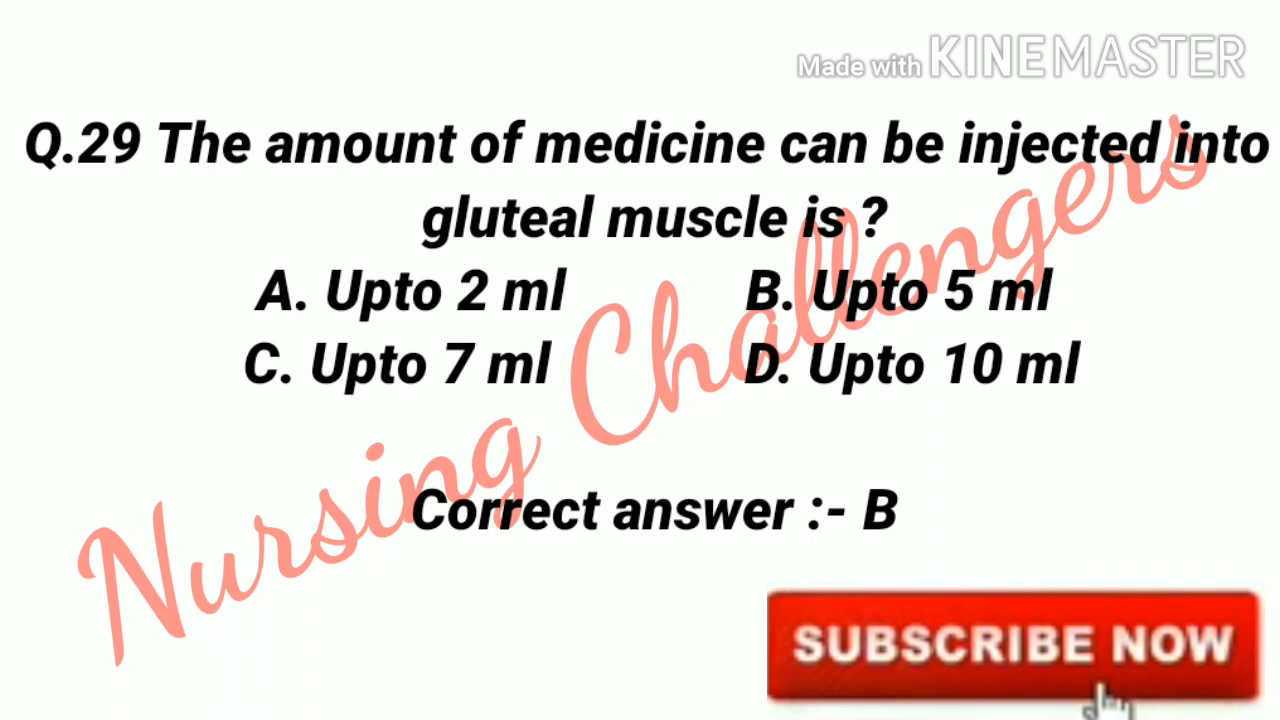 Made with KINEMASTER
Q.29 The amount of medicine can be injected into
gluteal muscle is ?
A. Upto 2 ml B. Upto 5 ml
C. Upto 7 ml D. Upto 10 ml
Nursing Challengers
Correct answer :- B
SUBSCRIBE NOW